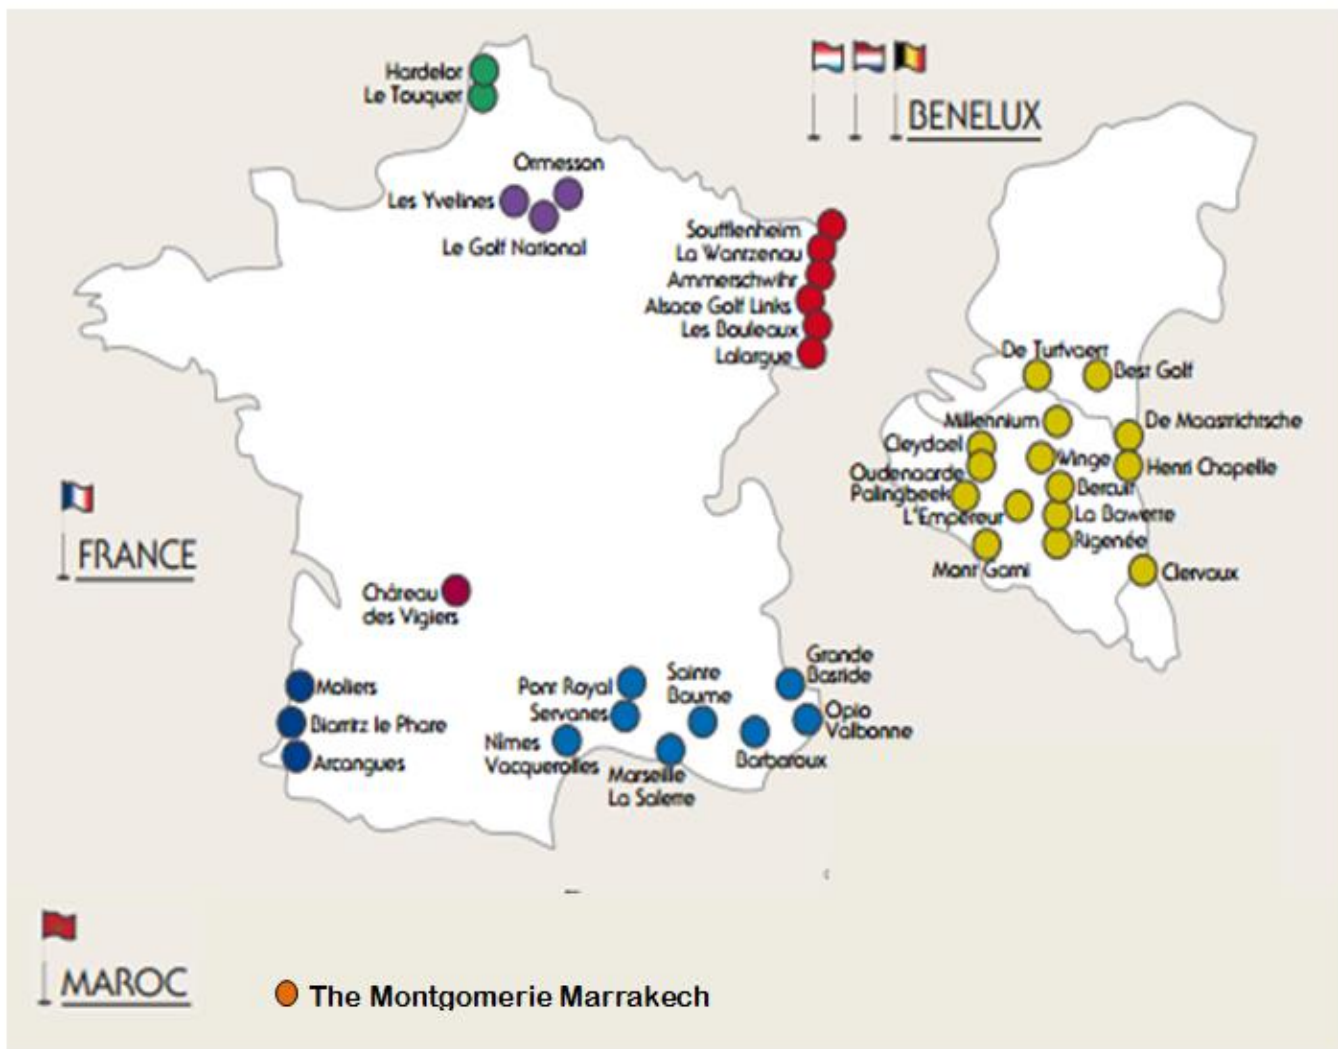 Hardelot
Le Touquet
BENELUX
Ormesson
Les Yvelines
Le Golf National
Soufflenheim
La Wantzenau
Ammerschwihr
Alsace Golf Links
Les Bouleaux
Lalargue
De Turfvaert
Best Golf
Millennium
De Maastrichtsche
Cleydael
Winge
Henri Chapelle
Oudenaarde
Palingbeek
Bercuit
L'Empereur
La Bawette
Rigenée
Mont Garni
Clervaux
FRANCE
Château
des Vigiers
Moliets
Biarritz le Phare
Arcangues
Pont Royal
Servanes
Nîmes
Vacquerolles
Sainte
Baume
Marseille
La Salette
Grande
Bastide
Opio
Valbonne
Barbaroux
MAROC
The Montgomerie Marrakech